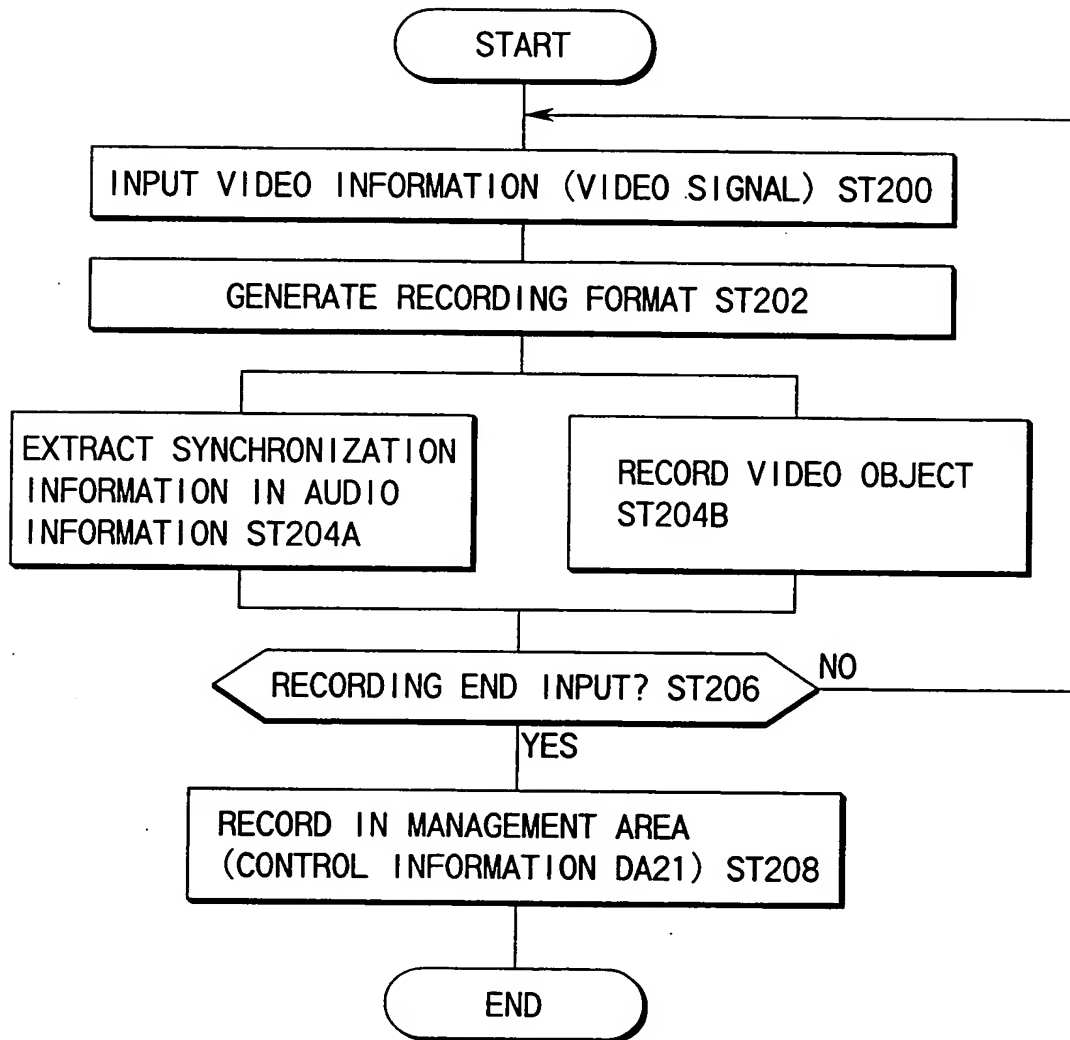 START
INPUT VIDEO INFORMATION (VIDEO SIGNAL) ST200
GENERATE RECORDING FORMAT ST202
EXTRACT SYNCHRONIZATION
INFORMATION IN AUDIO
INFORMATION ST204A
RECORD VIDEO OBJECT
ST204B
RECORDING END INPUT? ST206
NO
YES
RECORD IN MANAGEMENT AREA
(CONTROL INFORMATION DA21) ST208
END